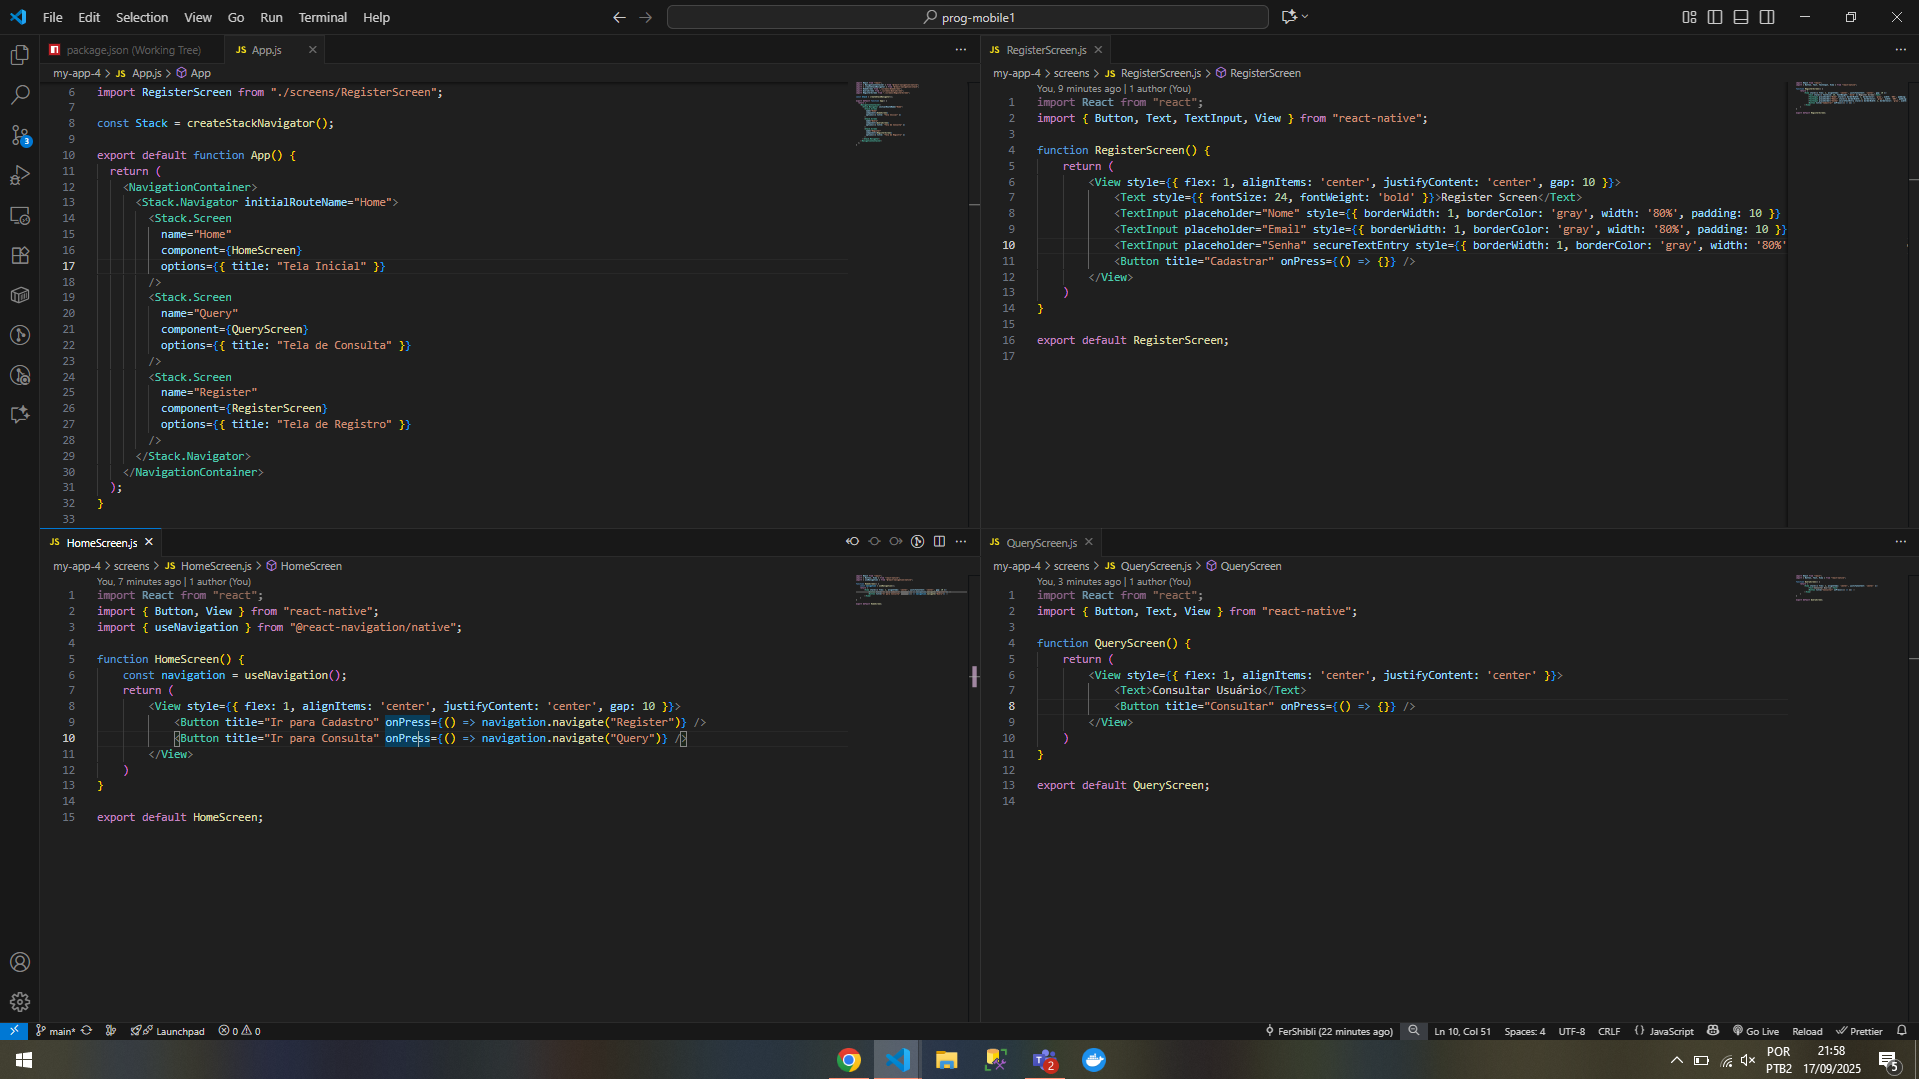 File Edit Selection View Go Run Terminal Help
prog-mobile1
package.json (Working Tree)
JS App.js
my-app-4 > JS App.js > App
6 import RegisterScreen from "./screens/RegisterScreen";
7
8 const Stack = createStackNavigator();
9
10 export default function App() {
11 return (
12 <NavigationContainer>
13 <Stack.Navigator initialRouteName="Home">
14 <Stack.Screen
15 name="Home"
16 component={HomeScreen}
17 options={{ title: "Tela Inicial" }}
18 />
19 <Stack.Screen
20 name="Query"
21 component={QueryScreen}
22 options={{ title: "Tela de Consulta" }}
23 />
24 <Stack.Screen
25 name="Register"
26 component={RegisterScreen}
27 options={{ title: "Tela de Registro" }}
28 />
29 </Stack.Navigator>
30 </NavigationContainer>
31 );
32 }
33
JS RegisterScreen.js
my-app-4 > screens > JS RegisterScreen.js > RegisterScreen
You, 9 minutes ago | 1 author (You)
1 import React from "react";
2 import { Button, Text, TextInput, View } from "react-native";
3
4 function RegisterScreen() {
5 return (
6 <View style={{ flex: 1, alignItems: 'center', justifyContent: 'center', gap: 10 }}>
7 <Text style={{ fontSize: 24, fontWeight: 'bold' }}>Register Screen</Text>
8 <TextInput placeholder="Nome" style={{ borderWidth: 1, borderColor: 'gray', width: '80%', padding: 10 }}
9 <TextInput placeholder="Email" style={{ borderWidth: 1, borderColor: 'gray', width: '80%', padding: 10 }}
10 <TextInput placeholder="Senha" secureTextEntry style={{ borderWidth: 1, borderColor: 'gray', width: '80%'
11 <Button title="Cadastrar" onPress={() => {}} />
12 </View>
13 )
14 }
15
16 export default RegisterScreen;
17
JS HomeScreen.js
my-app-4 > screens > JS HomeScreen.js > HomeScreen
You, 7 minutes ago | 1 author (You)
1 import React from "react";
2 import { Button, View } from "react-native";
3 import { useNavigation } from "@react-navigation/native";
4
5 function HomeScreen() {
6 const navigation = useNavigation();
7 return (
8 <View style={{ flex: 1, alignItems: 'center', justifyContent: 'center', gap: 10 }}>
9 <Button title="Ir para Cadastro" onPress={() => navigation.navigate("Register")} />
10 <Button title="Ir para Consulta" onPress={() => navigation.navigate("Query")} />
11 </View>
12 )
13 }
14
15 export default HomeScreen;
JS QueryScreen.js
my-app-4 > screens > JS QueryScreen.js > QueryScreen
You, 3 minutes ago | 1 author (You)
1 import React from "react";
2 import { Button, Text, View } from "react-native";
3
4 function QueryScreen() {
5 return (
6 <View style={{ flex: 1, alignItems: 'center', justifyContent: 'center' }}>
7 <Text>Consultar Usuário</Text>
8 <Button title="Consultar" onPress={() => {}} />
9 </View>
10 )
11 }
12
13 export default QueryScreen;
14
3
main* Launchpad 0 0 FerShibli (22 minutes ago) Ln 10, Col 51 Spaces: 4 UTF-8 CRLF {} JavaScript Go Live Reload Prettier
2
POR
PTB2
21:58
17/09/2025
5